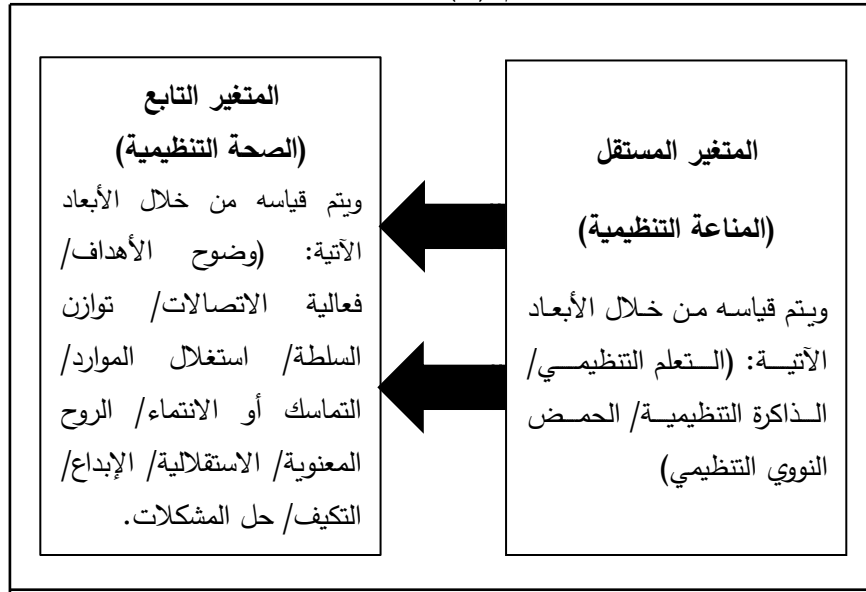 المتغير المستقل
(المناعة التنظيمية)
ويتم قياسه من خلال الأبعاد
الآتية: (التعلم التنظيمي/
الذاكرة التنظيمية/ الحمض
النووي التنظيمي)
المتغير التابع
(الصحة التنظيمية)
ويتم قياسه من خلال الأبعاد
الآتية: (وضوح الأهداف/
فعالية الاتصالات/ توازن
السلطة/ استغلال الموارد/
التماسك أو الانتماء/ الروح
المعنوية/ الاستقلالية/ الإبداع/
التكيف/ حل المشكلات.